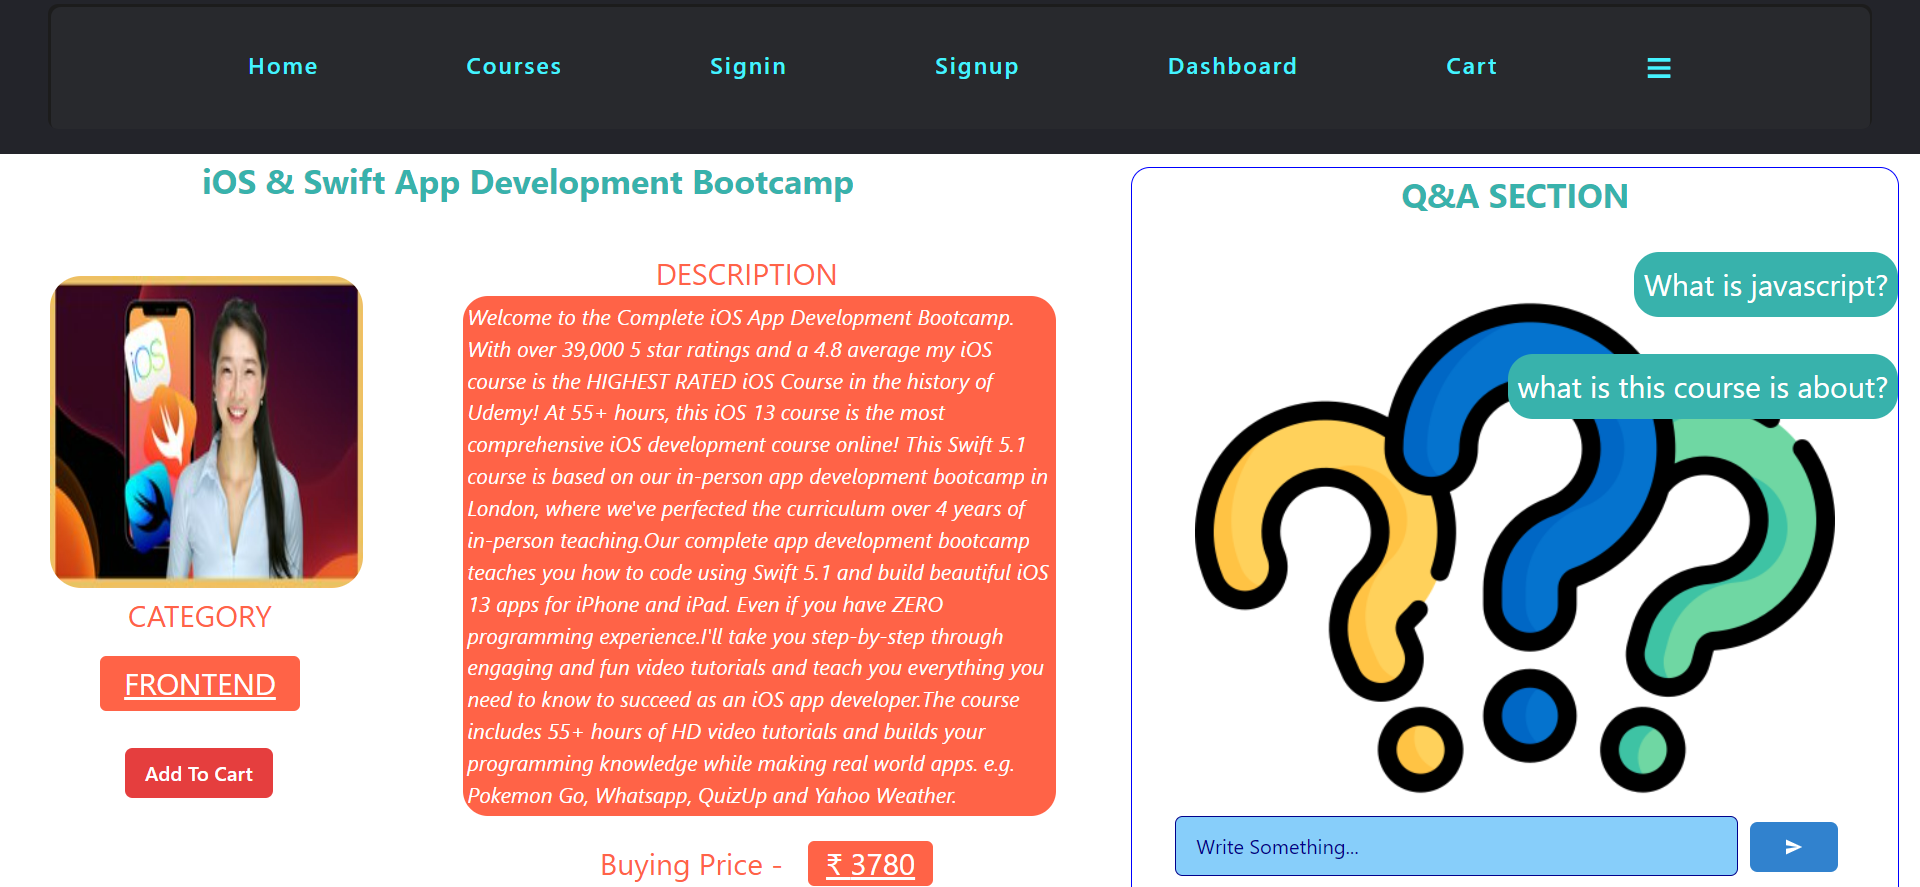 Home Courses Signin Signup Dashboard Cart
iOS & Swift App Development Bootcamp
iOS
CATEGORY
FRONTEND
Add To Cart
DESCRIPTION
Welcome to the Complete iOS App Development Bootcamp.
With over 39,000 5 star ratings and a 4.8 average my iOS
course is the HIGHEST RATED iOS Course in the history of
Udemy! At 55+ hours, this iOS 13 course is the most
comprehensive iOS development course online! This Swift 5.1
course is based on our in-person app development bootcamp in
London, where we've perfected the curriculum over 4 years of
in-person teaching.Our complete app development bootcamp
teaches you how to code using Swift 5.1 and build beautiful iOS
13 apps for iPhone and iPad. Even if you have ZERO
programming experience.I'll take you step-by-step through
engaging and fun video tutorials and teach you everything you
need to know to succeed as an iOS app developer.The course
includes 55+ hours of HD video tutorials and builds your
programming knowledge while making real world apps. e.g.
Pokemon Go, Whatsapp, QuizUp and Yahoo Weather.
Buying Price - ₹ 3780
Q&A SECTION
What is javascript?
what is this course is about?
Write Something...